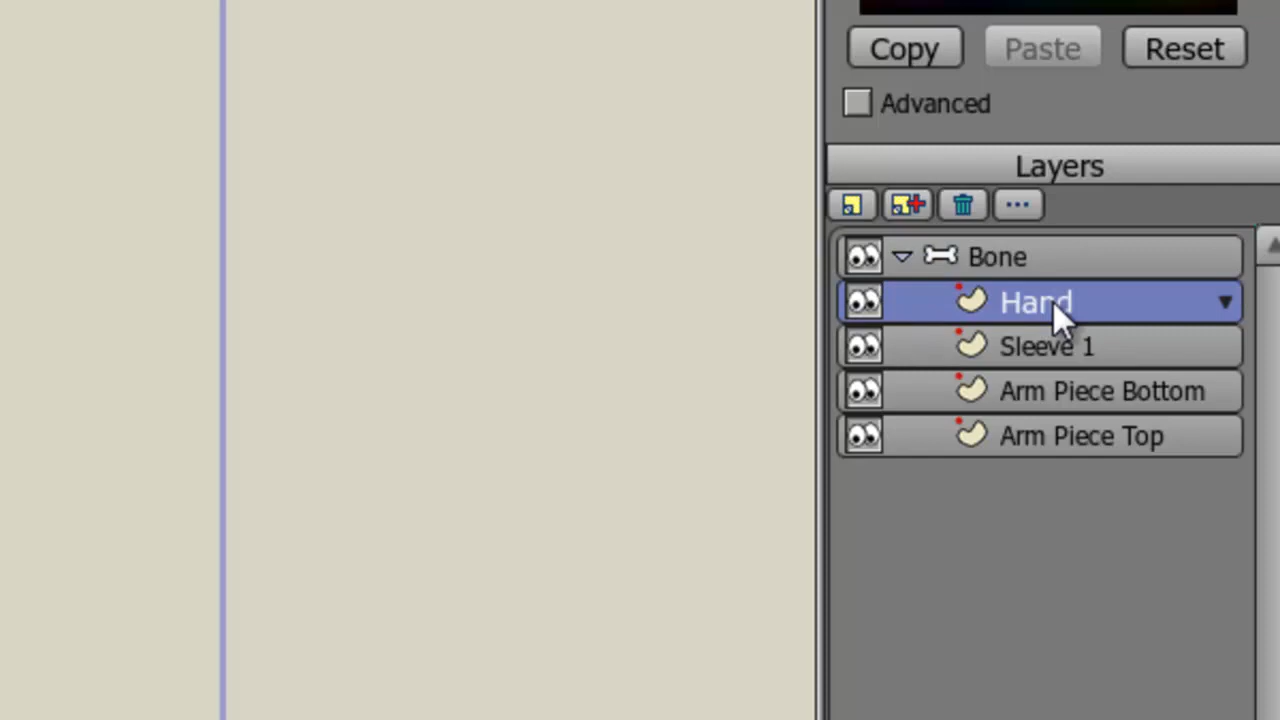 Copy Paste Reset
Advanced
Layers
Bone
Hand
Sleeve 1
Arm Piece Bottom
Arm Piece Top